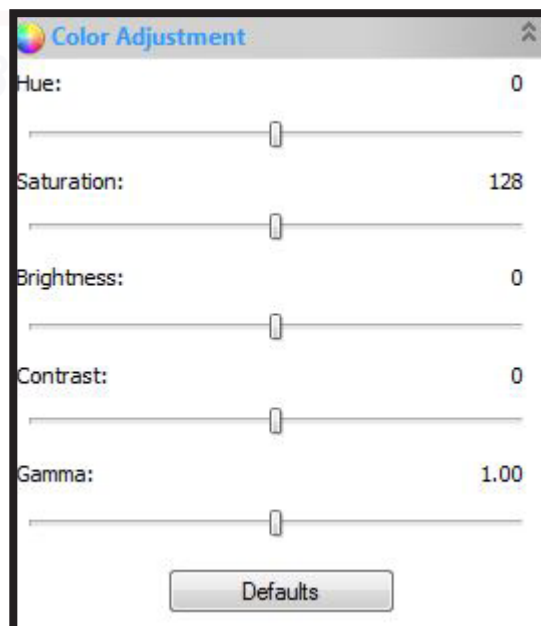 Color Adjustment
Hue: 0
Saturation: 128
Brightness: 0
Contrast: 0
Gamma: 1.00
Defaults